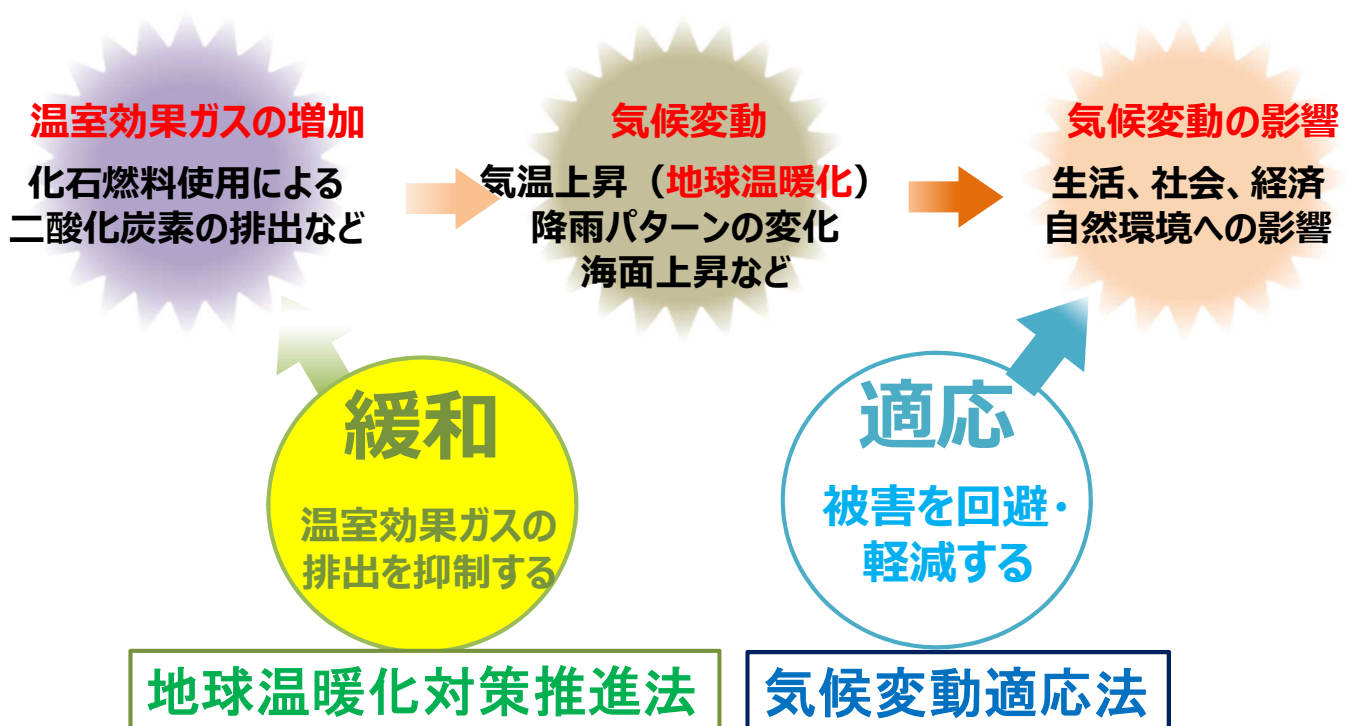 温室効果ガスの増加
化石燃料使用による
二酸化炭素の排出など
気候変動
気温上昇（地球温暖化）
降雨パターンの変化
海面上昇など
気候変動の影響
生活、社会、経済
自然環境への影響
緩和
温室効果ガスの
排出を抑制する
適応
被害を回避・
軽減する
地球温暖化対策推進法
気候変動適応法